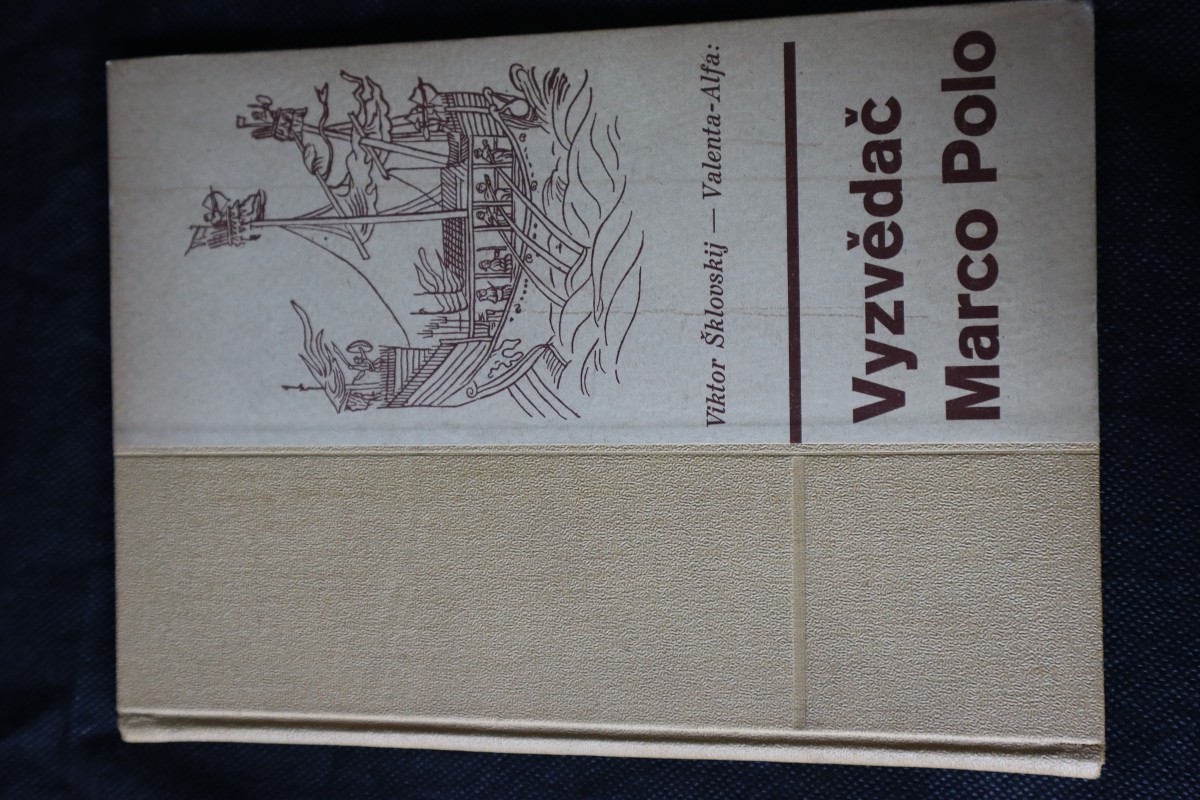 Viktor Šklovskij — Valenta-Alfa:
Vyzvědač
Marco Polo